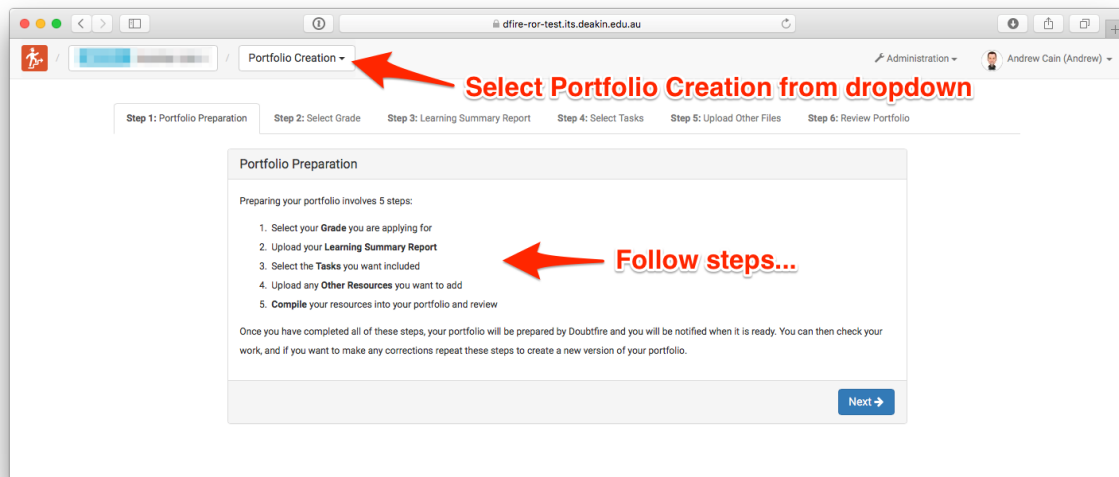 dfire-ror-test.its.deakin.edu.au
/ / Portfolio Creation Administration Andrew Cain (Andrew)
Select Portfolio Creation from dropdown
Step 1: Portfolio Preparation Step 2: Select Grade Step 3: Learning Summary Report Step 4: Select Tasks Step 5: Upload Other Files Step 6: Review Portfolio
Portfolio Preparation
Preparing your portfolio involves 5 steps:
1. Select your Grade you are applying for
2. Upload your Learning Summary Report
3. Select the Tasks you want included
Follow steps...
4. Upload any Other Resources you want to add
5. Compile your resources into your portfolio and review
Once you have completed all of these steps, your portfolio will be prepared by Doubtfire and you will be notified when it is ready. You can then check your
work, and if you want to make any corrections repeat these steps to create a new version of your portfolio.
Next